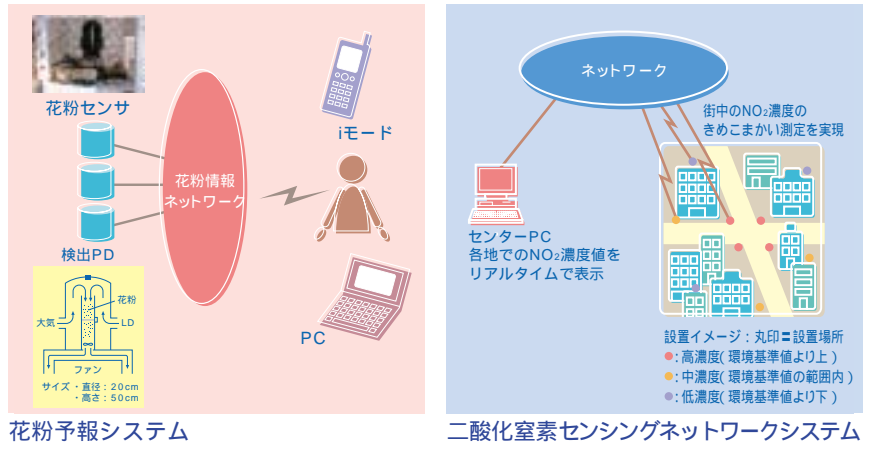 花粉センサ
検出PD
花粉
大気
LD
ファン
サイズ・直径：20cm
・高さ：50cm
花粉情報
ネットワーク
iモード
PC
花粉予報システム
ネットワーク
街中のNO₂濃度の
きめこまかい測定を実現
センターPC
各地でのNO₂濃度値を
リアルタイムで表示
設置イメージ：丸印＝設置場所
●：高濃度（環境基準値より上）
●：中濃度（環境基準値の範囲内）
●：低濃度（環境基準値より下）
二酸化窒素センシングネットワークシステム